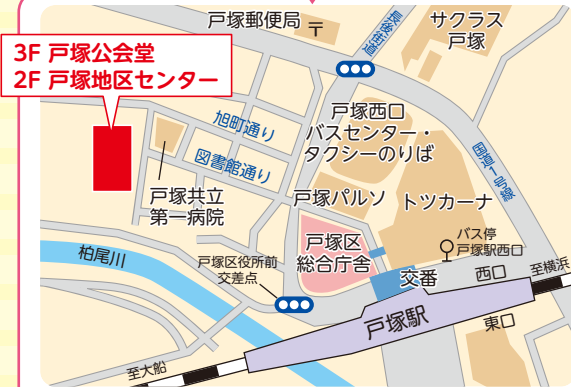 戸塚郵便局
〒
長後街道
サクラス
戸塚
3F 戸塚公会堂
2F 戸塚地区センター
旭町通り
戸塚西口
バスセンター・
タクシーのりば
国道1号線
図書館通り
戸塚共立
第一病院
戸塚パルソ
トツカーナ
戸塚区
総合庁舎
バス停
戸塚駅西口
柏尾川
戸塚区役所前
交差点
交番
西口
至横浜
戸塚駅
東口
至大船